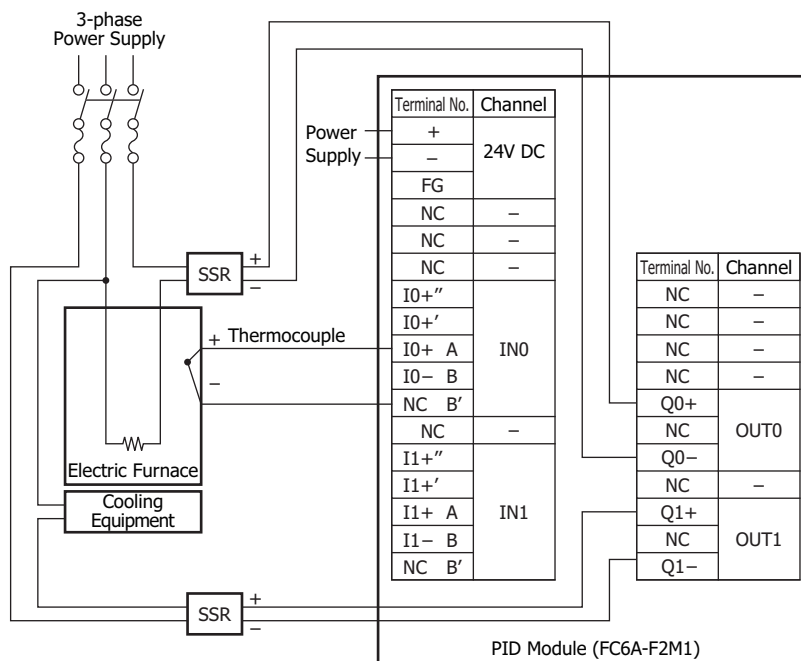 3-phase
Power Supply
SSR
+
−
Thermocouple
+
−
Electric Furnace
Cooling
Equipment
SSR
+
−
Power
Supply
Terminal No. Channel
+ 24V DC
−
FG
NC −
NC −
NC −
I0+″ IN0
I0+′
I0+ A
I0− B
NC B′
NC −
I1+″ IN1
I1+′
I1+ A
I1− B
NC B′
Terminal No. Channel
NC −
NC −
NC −
NC −
Q0+ OUT0
NC
Q0−
NC −
Q1+ OUT1
NC
Q1−
PID Module (FC6A-F2M1)